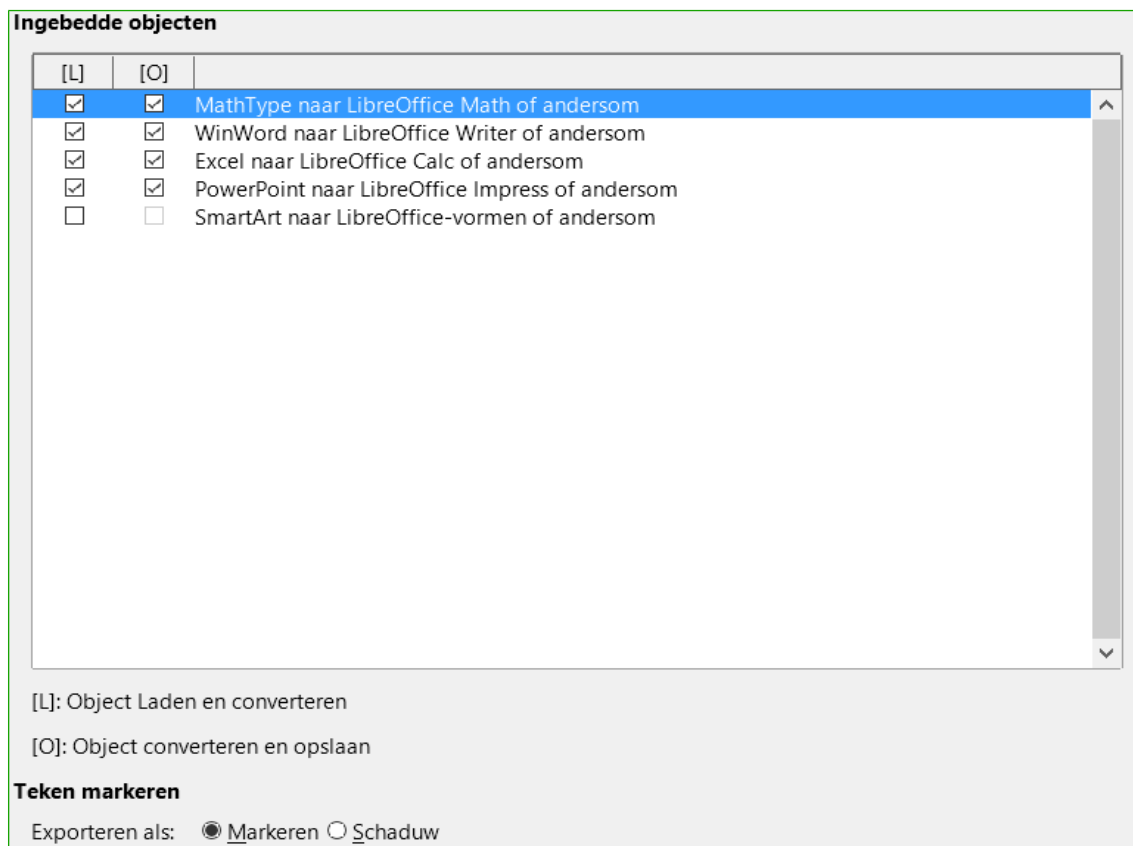 Ingebedde objecten
[L] [O]
MathType naar LibreOffice Math of andersom
WinWord naar LibreOffice Writer of andersom
Excel naar LibreOffice Calc of andersom
PowerPoint naar LibreOffice Impress of andersom
SmartArt naar LibreOffice-vormen of andersom
[L]: Object Laden en converteren
[O]: Object converteren en opslaan
Teken markeren
Exporteren als: Markeren Schaduw